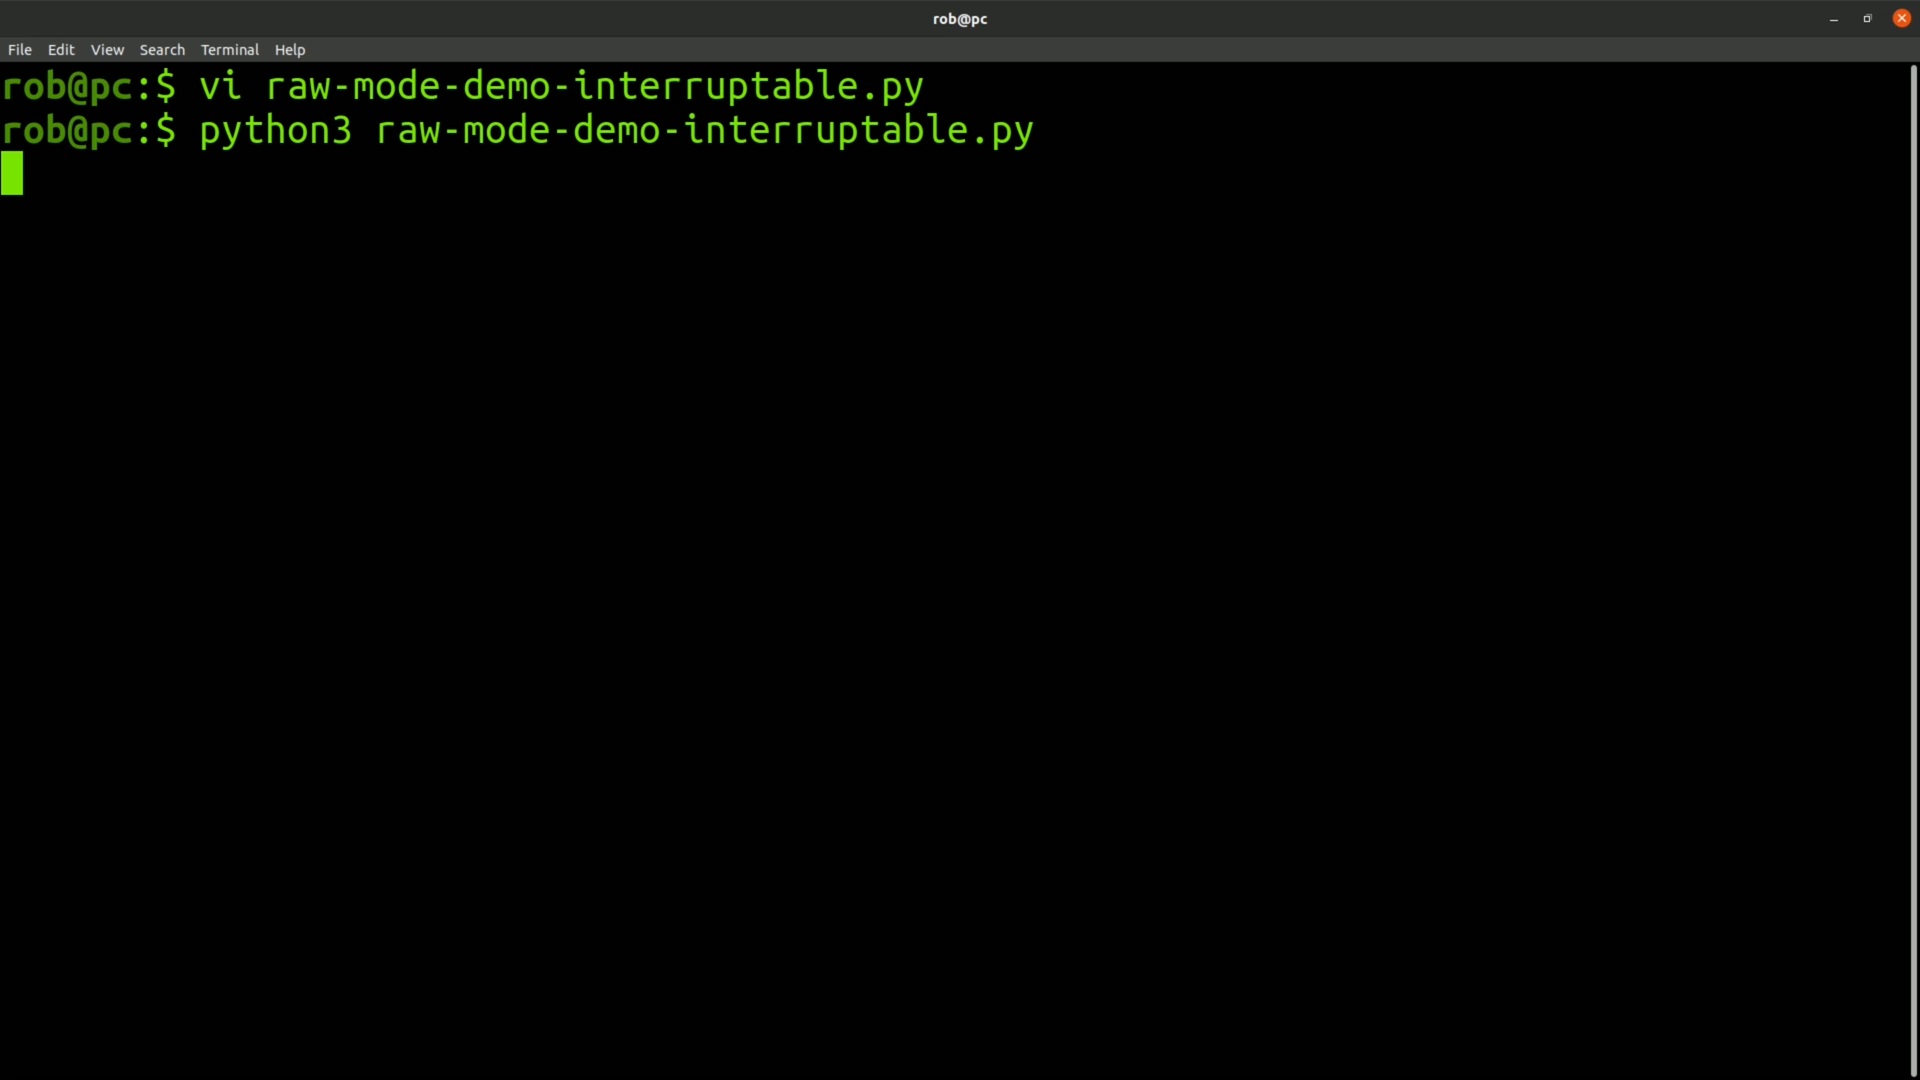 rob@pc
File Edit View Search Terminal Help
rob@pc:$ vi raw-mode-demo-interruptable.py
rob@pc:$ python3 raw-mode-demo-interruptable.py